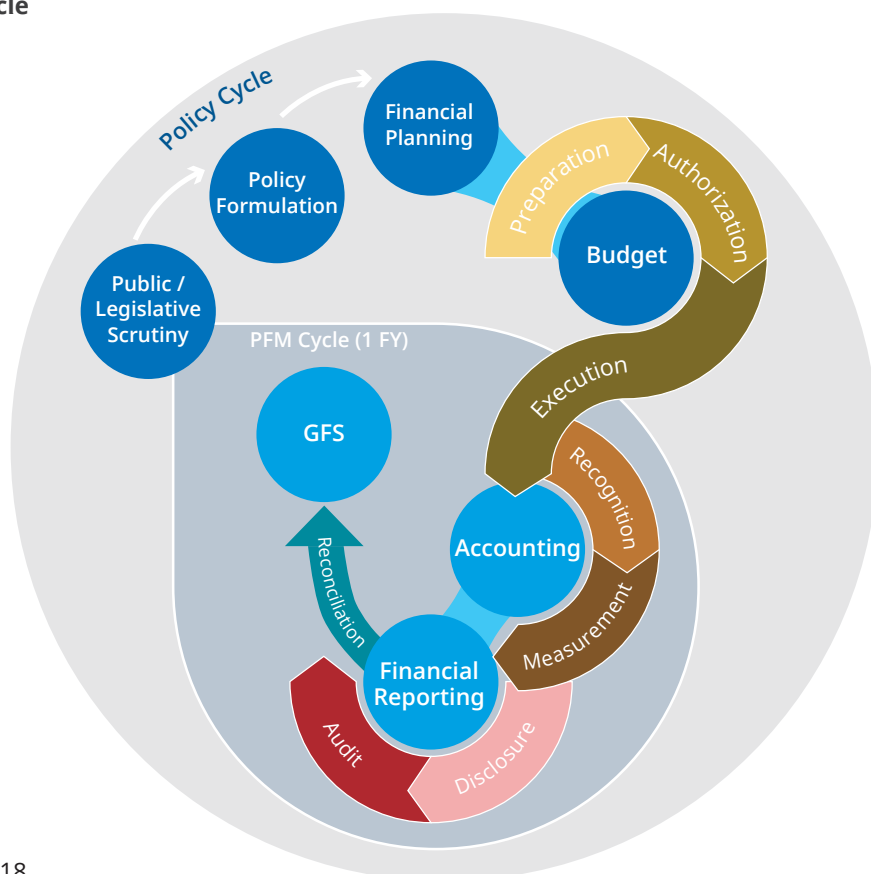 cle
Policy Cycle
Financial
Planning
Policy
Formulation
Public /
Legislative
Scrutiny
Preparation
Authorization
Budget
Execution
PFM Cycle (1 FY)
GFS
Recognition
Accounting
Measurement
Reconciliation
Financial
Reporting
Disclosure
Audit
18